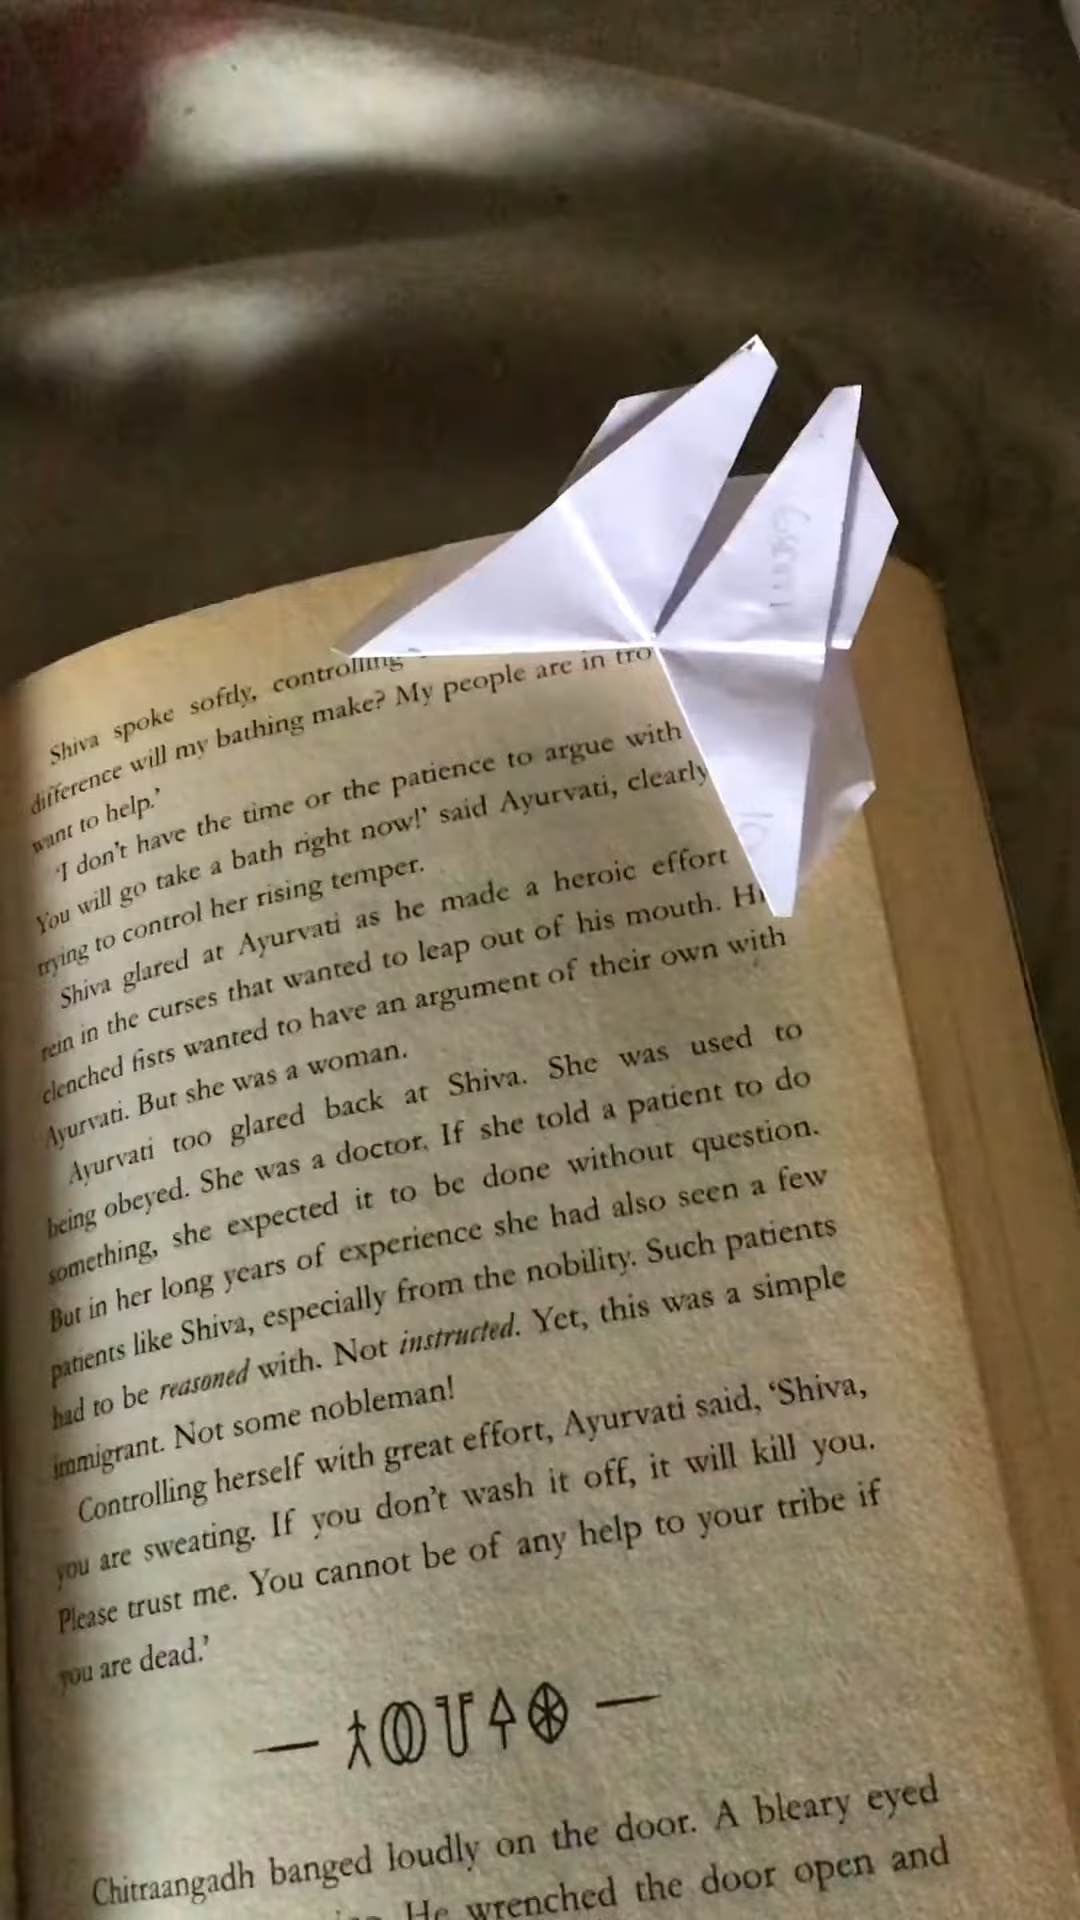 Shiva spoke softly, controlling
difference will my bathing make? My people are in tro
want to help.'
'I don't have the time or the patience to argue with
You will go take a bath right now!' said Ayurvati, clearly
trying to control her rising temper.
Shiva glared at Ayurvati as he made a heroic effort
rein in the curses that wanted to leap out of his mouth. Hi
clenched fists wanted to have an argument of their own with
Ayurvati. But she was a woman.
Ayurvati too glared back at Shiva. She was used to
being obeyed. She was a doctor. If she told a patient to do
something, she expected it to be done without question.
But in her long years of experience she had also seen a few
patients like Shiva, especially from the nobility. Such patients
had to be reasoned with. Not instructed. Yet, this was a simple
immigrant. Not some nobleman!
Controlling herself with great effort, Ayurvati said, 'Shiva,
you are sweating. If you don't wash it off, it will kill you.
Please trust me. You cannot be of any help to your tribe if
you are dead.'
Chitraangadh banged loudly on the door. A bleary eyed
He wrenched the door open and